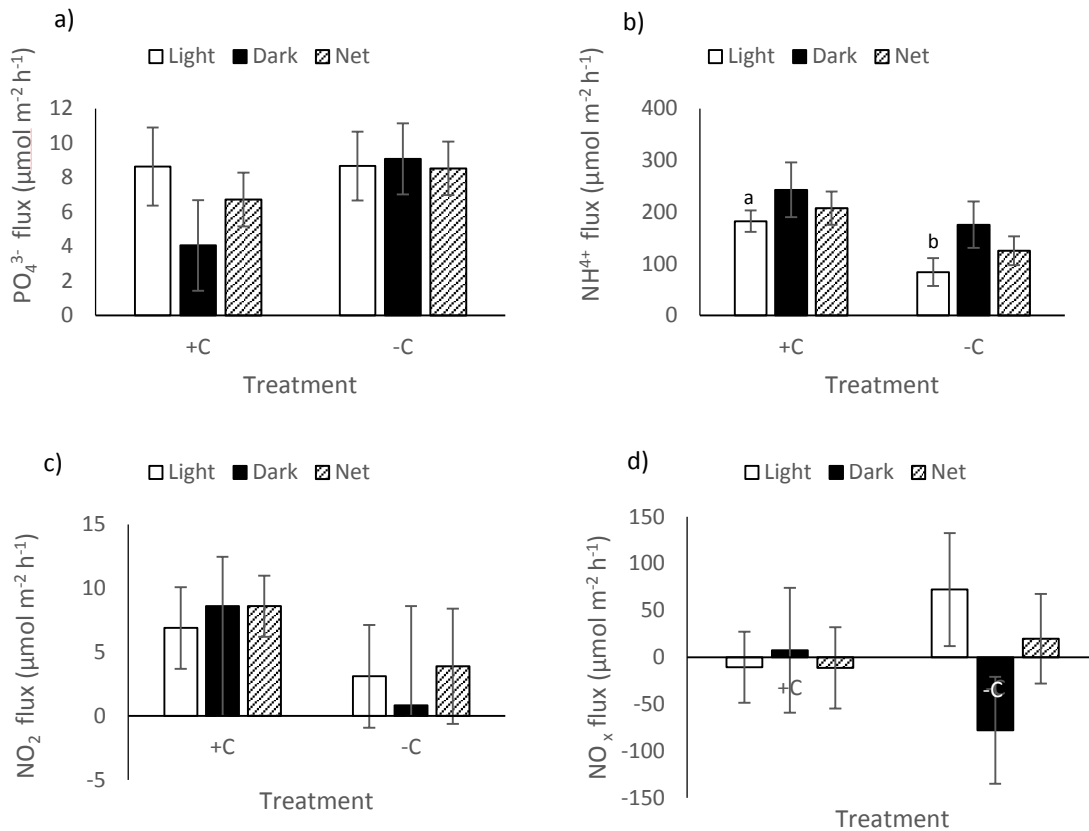 a)
Light Dark Net
PO₄³⁻ flux (µmol m⁻² h⁻¹)
12
10
8
6
4
2
0
+C -C
Treatment
b)
Light Dark Net
NH⁴⁺ flux (µmol m⁻² h⁻¹)
400
300
200
100
0
a
b
+C -C
Treatment
c)
Light Dark Net
NO₂ flux (µmol m⁻² h⁻¹)
15
10
5
0
-5
+C -C
Treatment
d)
Light Dark Net
NOₓ flux (µmol m⁻² h⁻¹)
150
100
50
0
-50
-100
-150
+C -C
Treatment